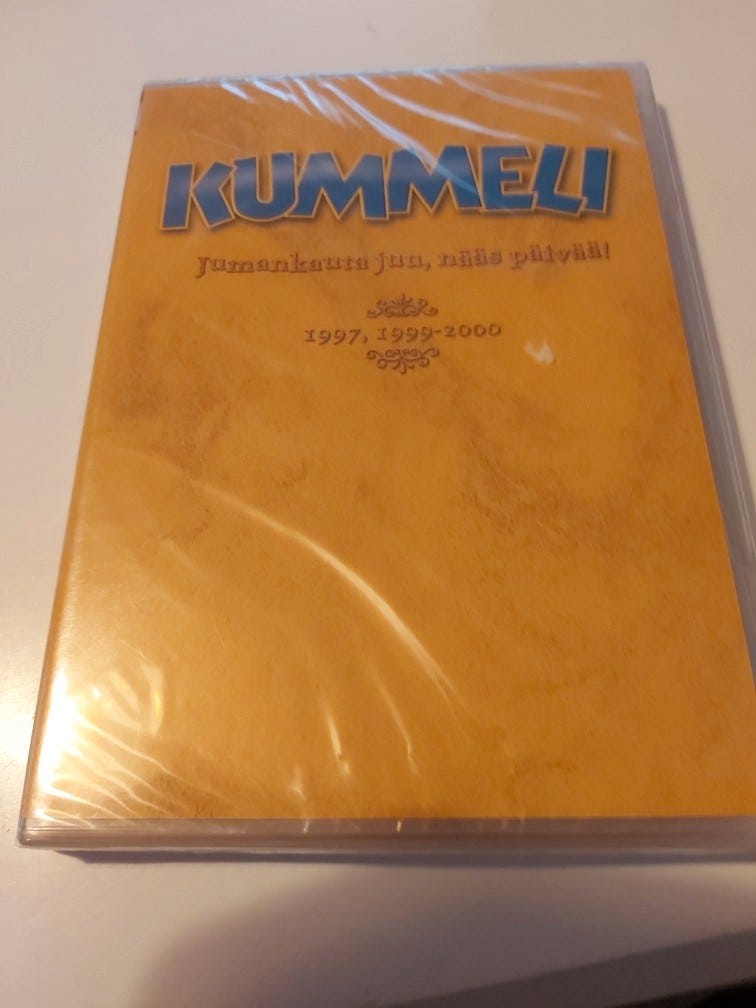 KUMMELI
Jumankauta juu, nääs päivää!
1997, 1999-2000